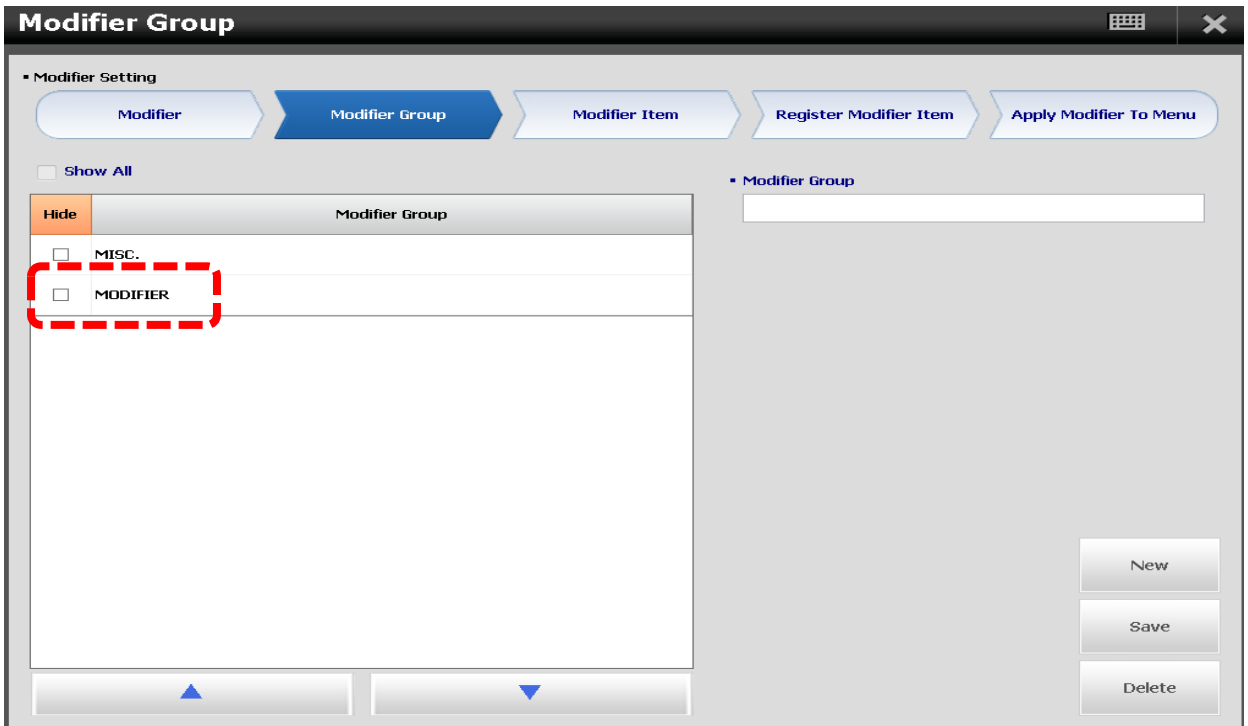 Modifier Group
▪ Modifier Setting
Modifier
Modifier Group
Modifier Item
Register Modifier Item
Apply Modifier To Menu
Show All
▪ Modifier Group
Hide
Modifier Group
MISC.
MODIFIER
New
Save
Delete